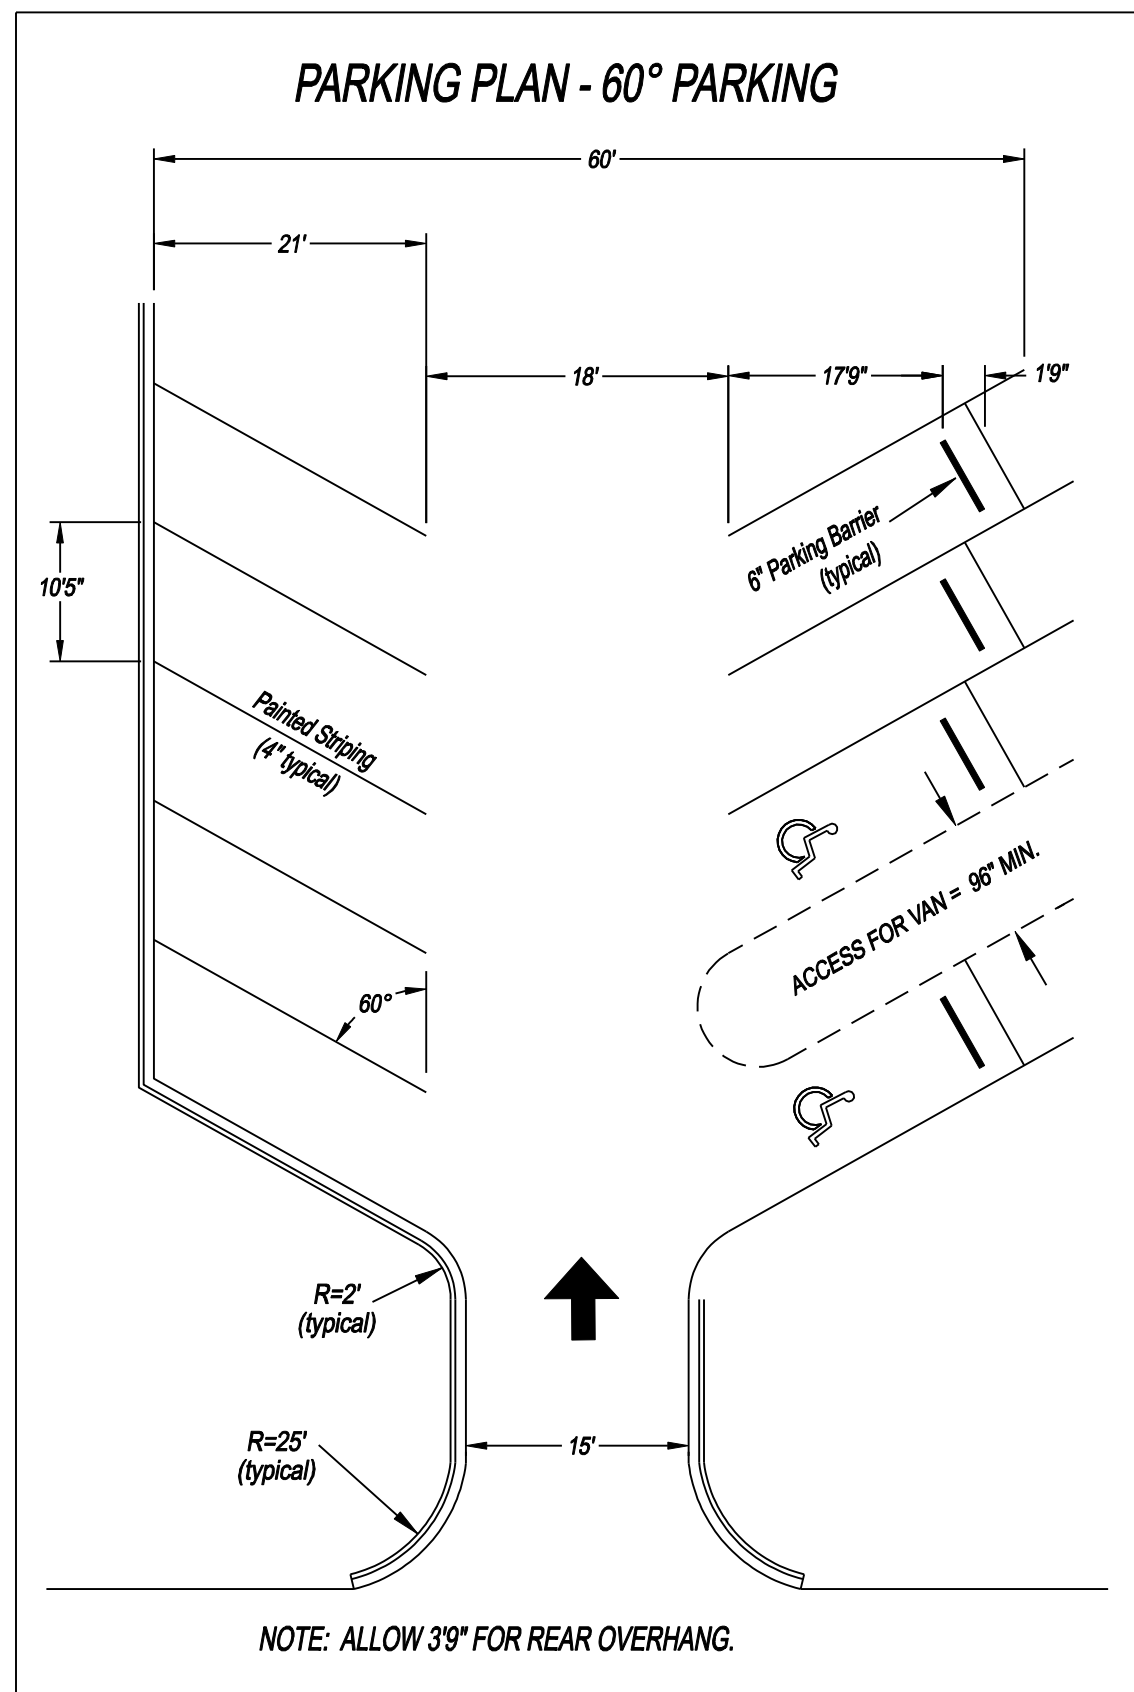 PARKING PLAN - 60° PARKING
60'
21'
18'
17'9"
1'9"
6" Parking Barrier
(typical)
10'5"
Painted Striping
(4" typical)
ACCESS FOR VAN = 96" MIN.
60°
R=2'
(typical)
R=25'
(typical)
15'
NOTE: ALLOW 3'9" FOR REAR OVERHANG.